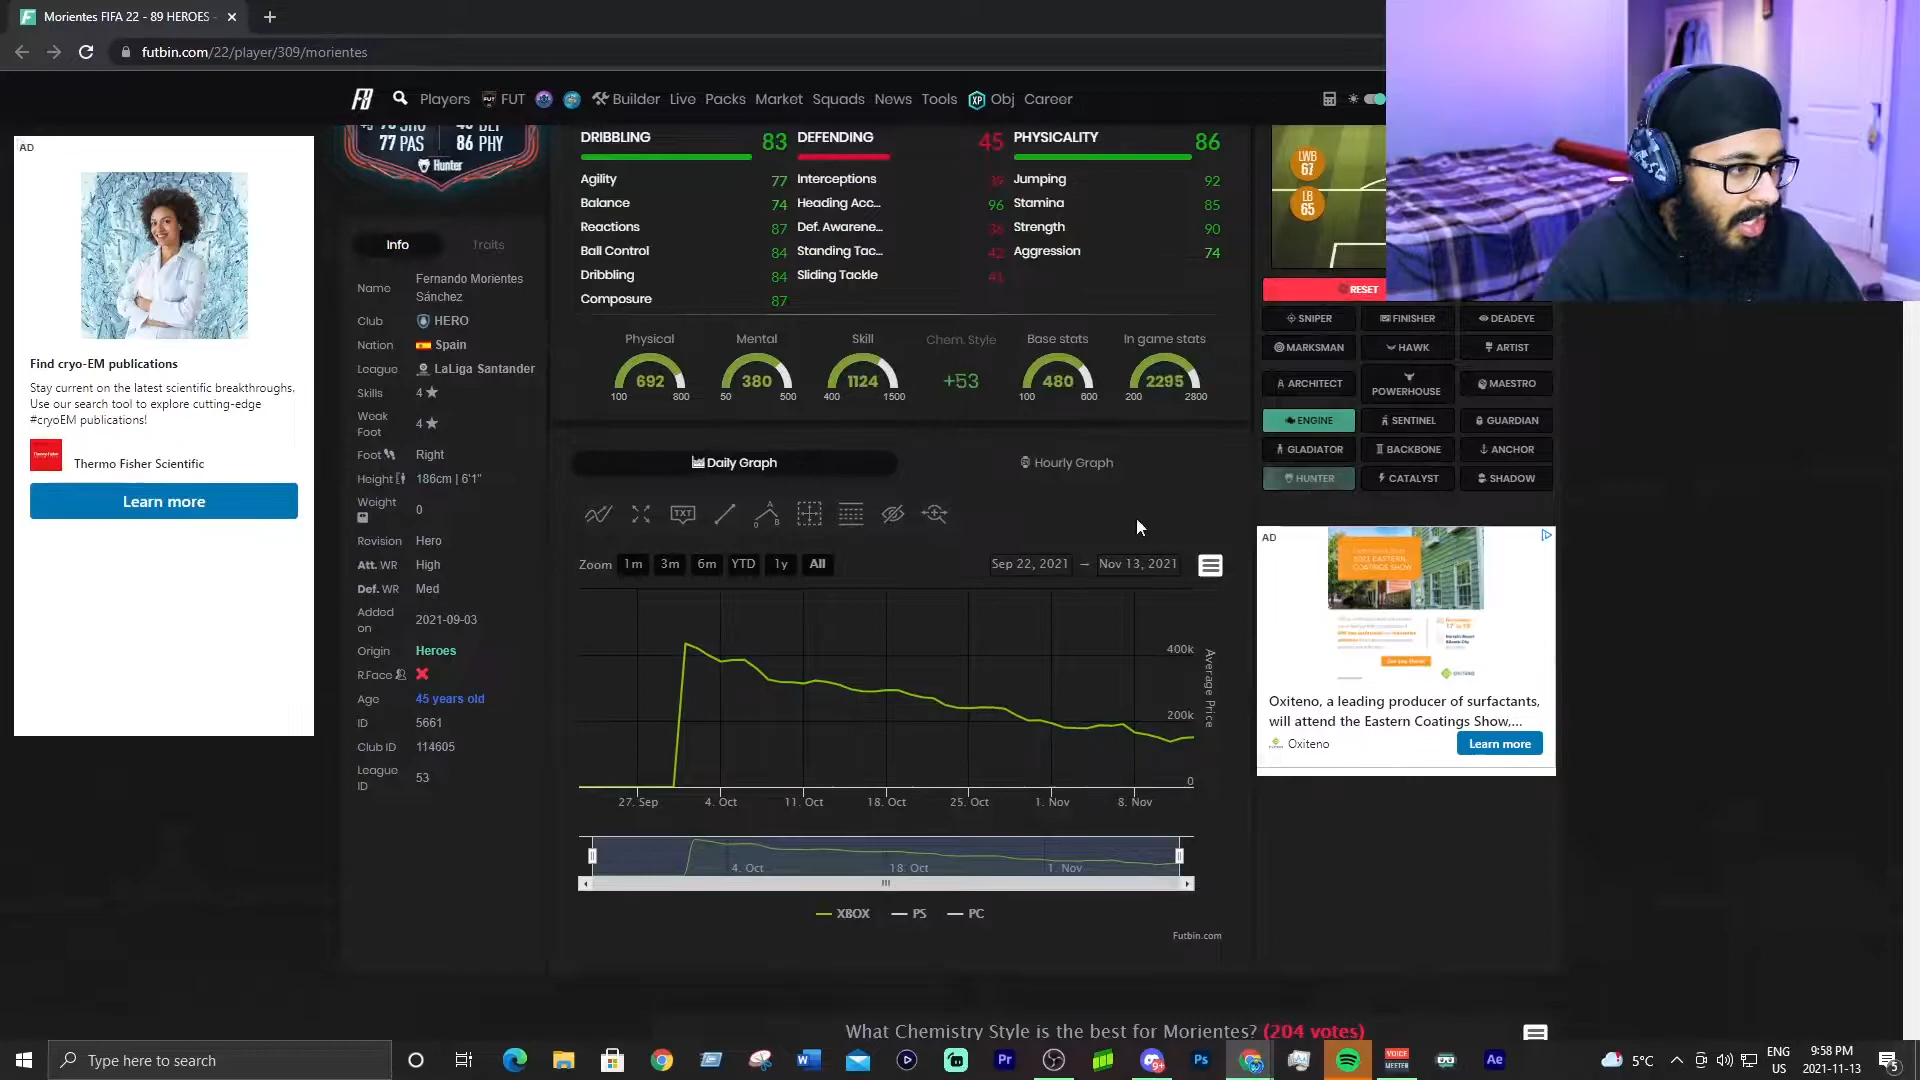 Morientes FIFA 22 - 89 HEROES -
futbin.com/22/player/309/morientes
Players FUT Builder Live Packs Market Squads News Tools XP Obj Career
AD
Find cryo-EM publications
Stay current on the latest scientific breakthroughs.
Use our search tool to explore cutting-edge
#cryoEM publications!
Thermo Fisher Scientific
Learn more
77 PAS 86 PHY
Hunter
Info Traits
Name Fernando Morientes Sánchez
Club HERO
Nation Spain
League LaLiga Santander
Skills 4★
Weak Foot 4★
Foot Right
Height 186cm | 6'1"
Weight 0
Revision Hero
Att. WR High
Def. WR Med
Added on 2021-09-03
Origin Heroes
R.Face
Age 45 years old
ID 5661
Club ID 114605
League ID 53
DRIBBLING 83 DEFENDING 45 PHYSICALITY 86
Agility 77 Interceptions 39 Jumping 92
Balance 74 Heading Acc... 96 Stamina 85
Reactions 87 Def. Awarene... 36 Strength 90
Ball Control 84 Standing Tac... 42 Aggression 74
Dribbling 84 Sliding Tackle 41
Composure 87
Physical Mental Skill Chem. Style Base stats In game stats
692 380 1124 +53 480 2295
100 800 50 500 400 1500 100 600 200 2800
Daily Graph Hourly Graph
TXT
Zoom 1m 3m 6m YTD 1y All Sep 22, 2021 → Nov 13, 2021
400k
200k
0
Average Price
27. Sep 4. Oct 11. Oct 18. Oct 25. Oct 1. Nov 8. Nov
4. Oct 18. Oct 1. Nov
XBOX PS PC
Futbin.com
LWB
67
LB
65
RESET
SNIPER FINISHER DEADEYE
MARKSMAN HAWK ARTIST
ARCHITECT POWERHOUSE MAESTRO
ENGINE SENTINEL GUARDIAN
GLADIATOR BACKBONE ANCHOR
HUNTER CATALYST SHADOW
AD
Oxiteno, a leading producer of surfactants,
will attend the Eastern Coatings Show,...
Oxiteno
Learn more
What Chemistry Style is the best for Morientes? (204 votes)
Type here to search
Pr
Ps
VOICE MEETER
Ae
5°C
ENG
US
9:58 PM
2021-11-13
5